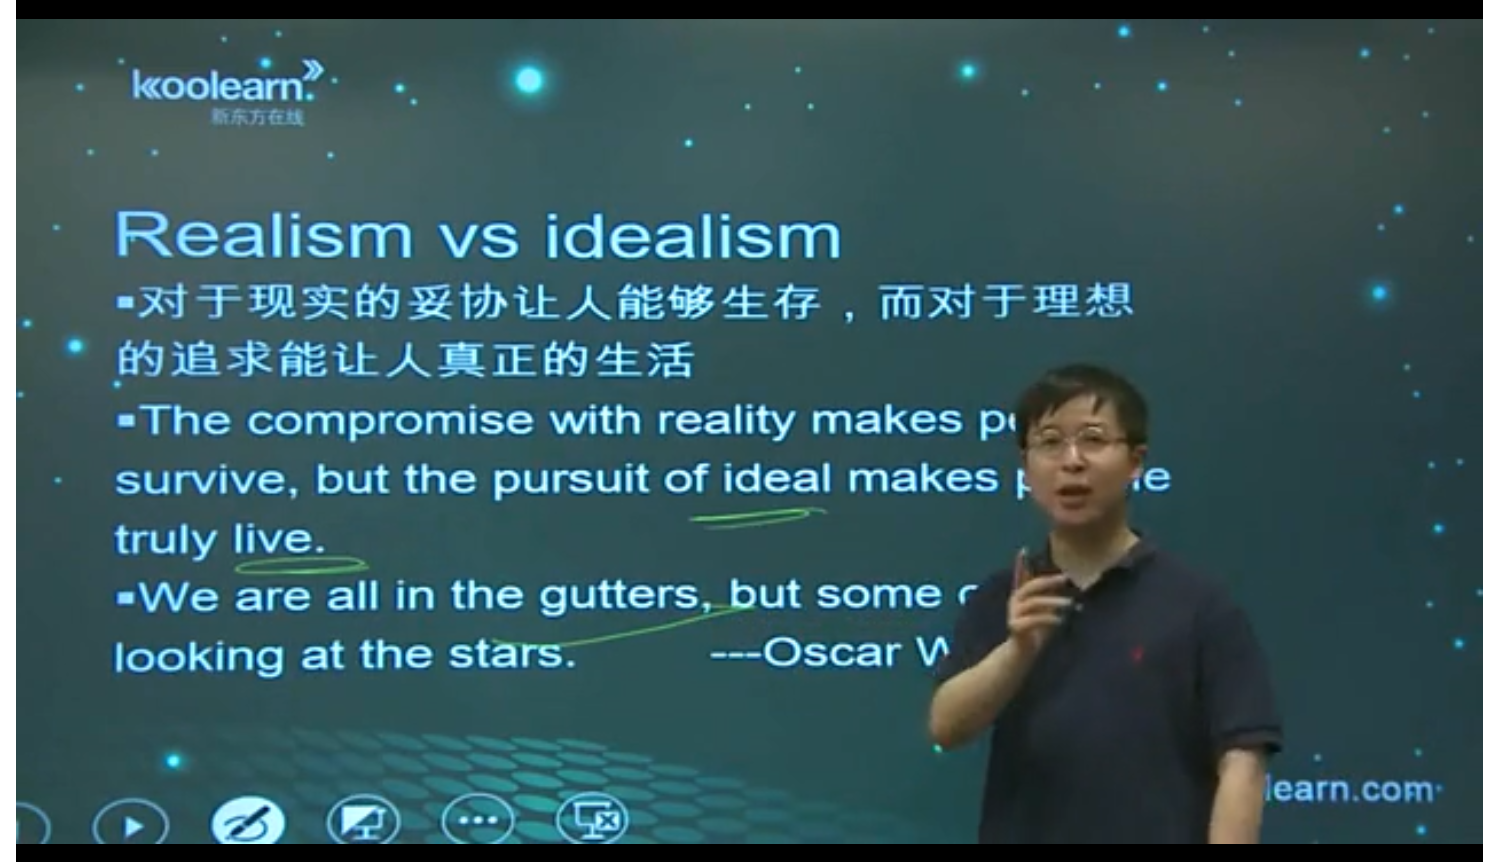 koolearn
新东方在线
Realism vs idealism
▪对于现实的妥协让人能够生存，而对于理想
的追求能让人真正的生活
▪The compromise with reality makes
survive, but the pursuit of ideal makes
truly live.
▪We are all in the gutters, but some
looking at the stars. ---Oscar
learn.com